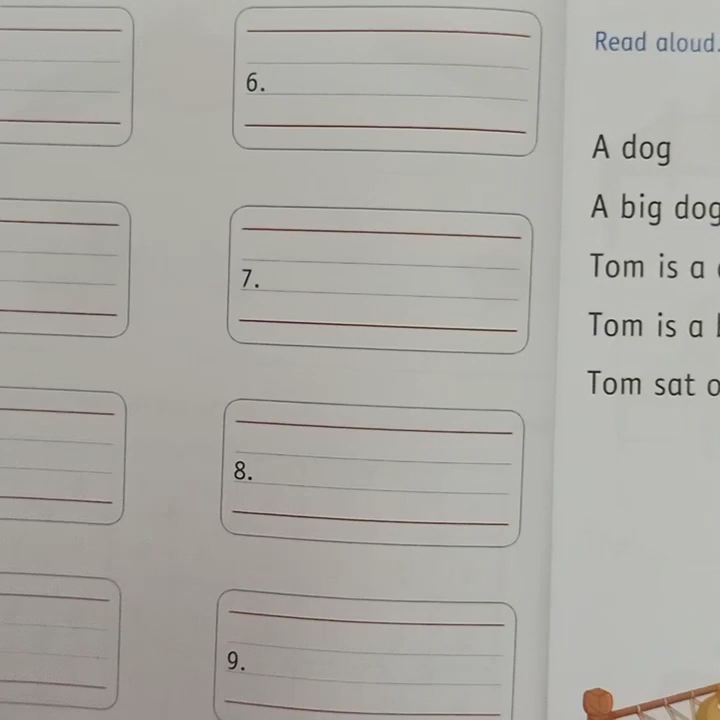 6.
7.
8.
9.
Read aloud.
A dog
A big dog
Tom is a
Tom is a
Tom sat